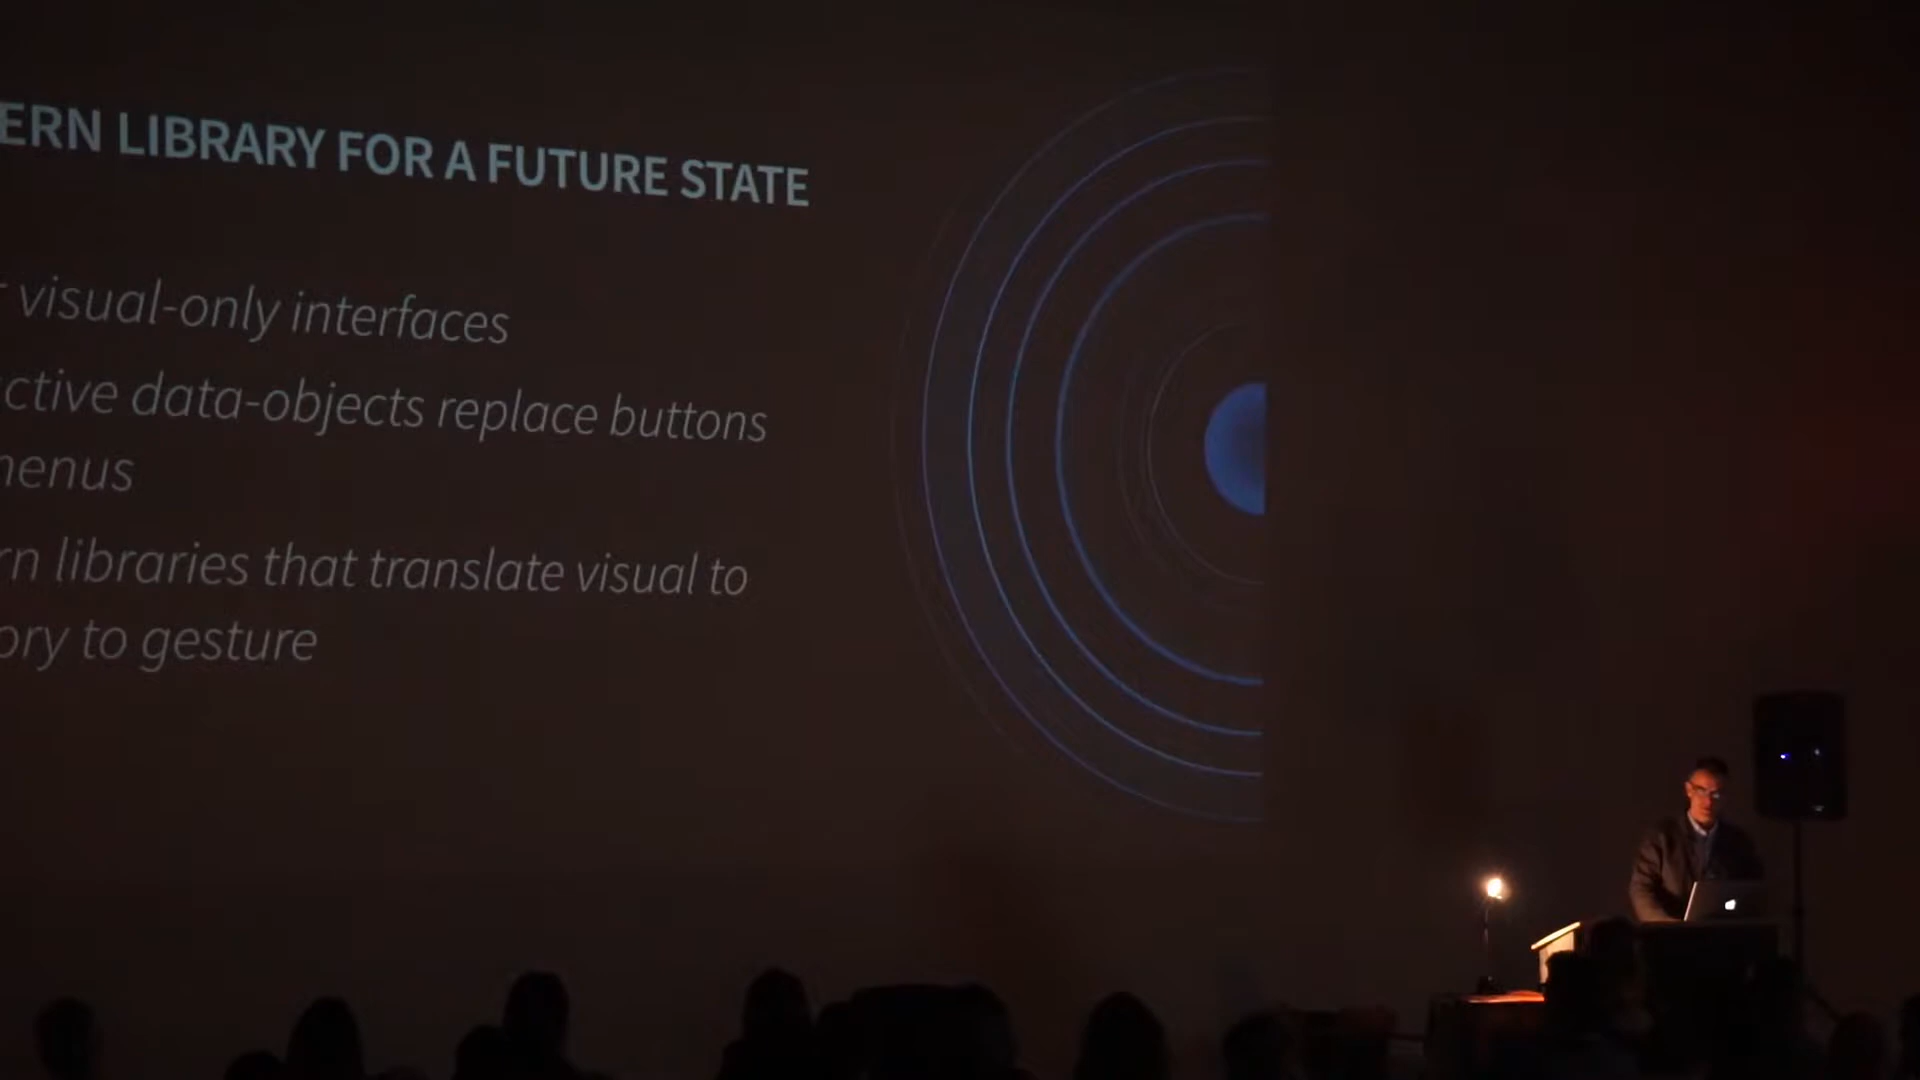 ERN LIBRARY FOR A FUTURE STATE
visual-only interfaces
ctive data-objects replace buttons
enus
rn libraries that translate visual to
ory to gesture